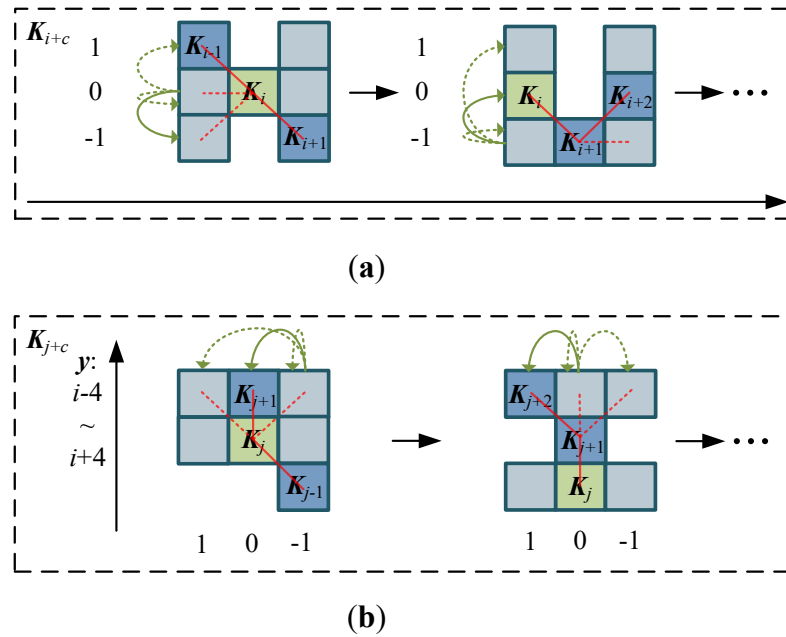 K_{i+c}
1
0
-1
K_{i-1}
K_i
K_{i+1}
1
0
-1
K_i
K_{i+2}
K_{i+1}
...
(a)
K_{j+c}
y:
i-4
~
i+4
K_{j+1}
K_j
K_{j-1}
1 0 -1
K_{j+2}
K_{j+1}
K_j
1 0 -1
...
(b)